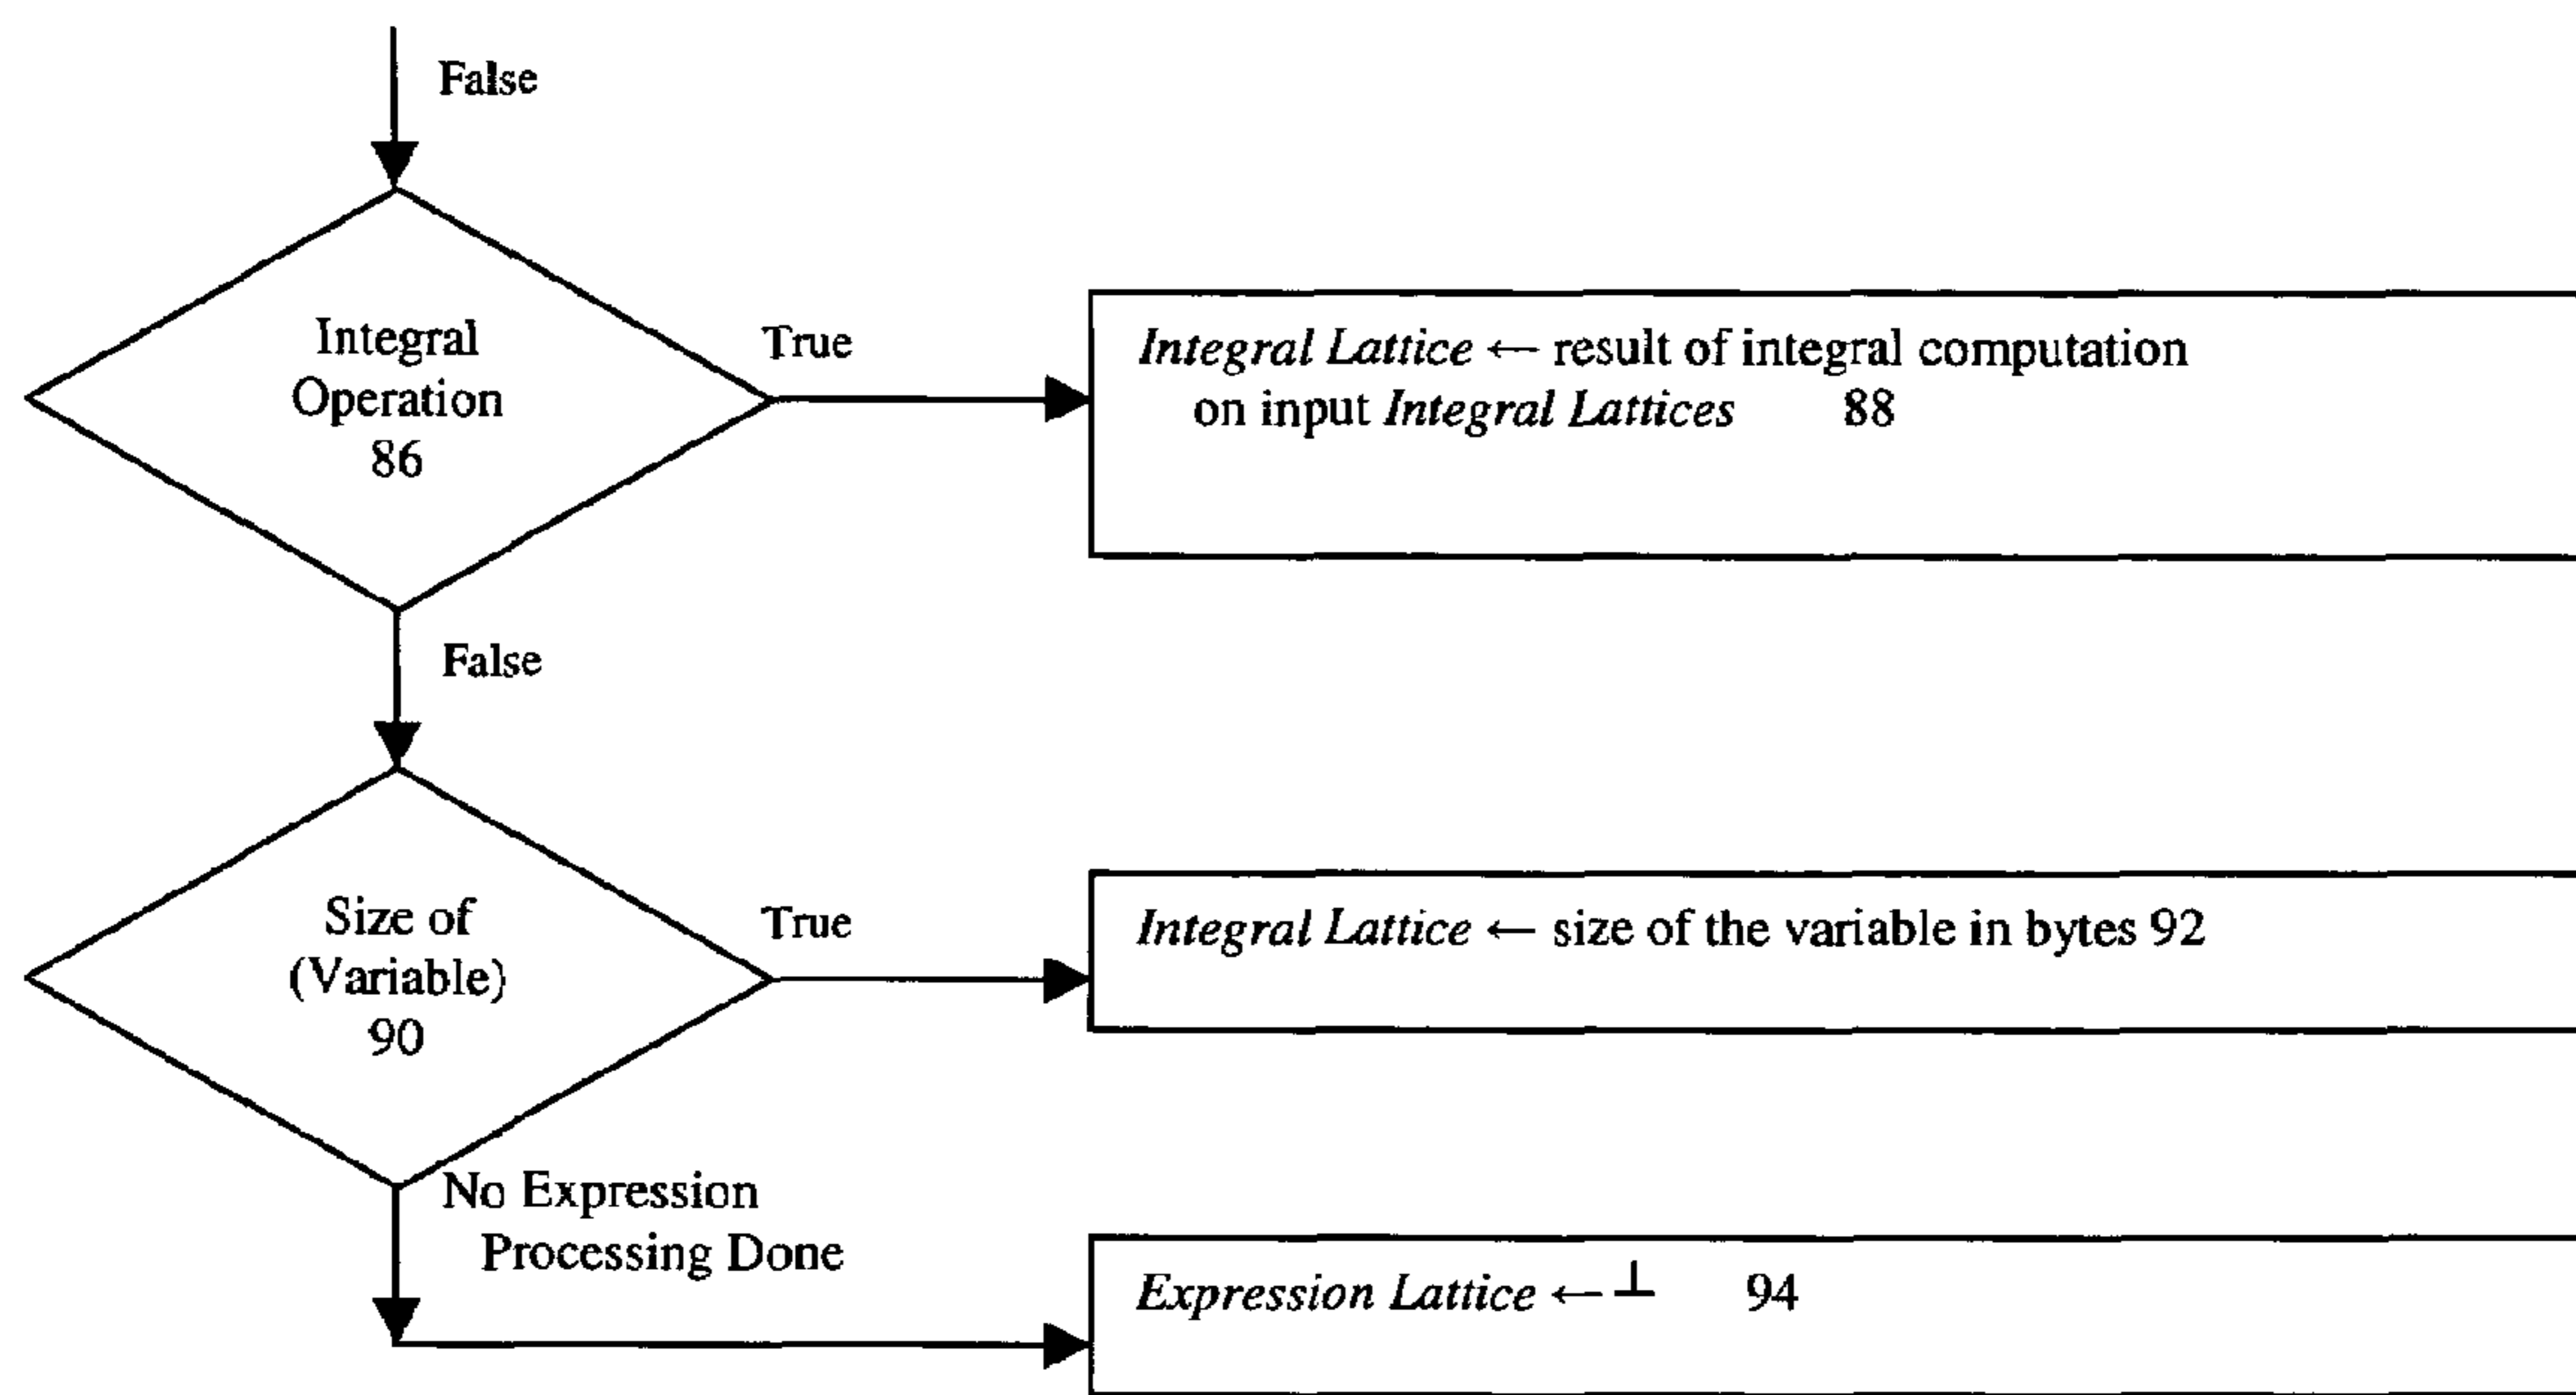 False
Integral
Operation
86
True
Integral Lattice ← result of integral computation
on input Integral Lattices 88
False
Size of
(Variable)
90
True
Integral Lattice ← size of the variable in bytes 92
No Expression
Processing Done
Expression Lattice ← ⊥ 94